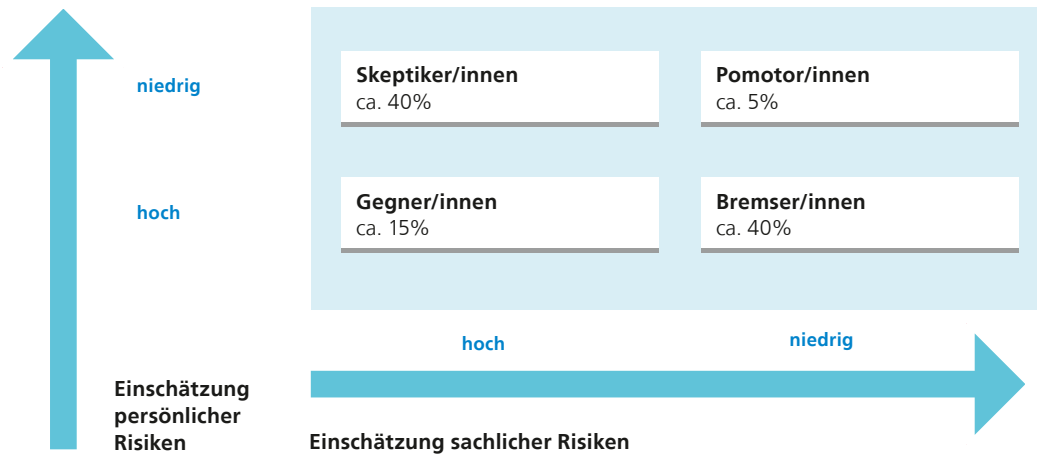 niedrig
Skeptiker/innen
ca. 40%
Pomotor/innen
ca. 5%
hoch
Gegner/innen
ca. 15%
Bremser/innen
ca. 40%
hoch
niedrig
Einschätzung
persönlicher
Risiken
Einschätzung sachlicher Risiken